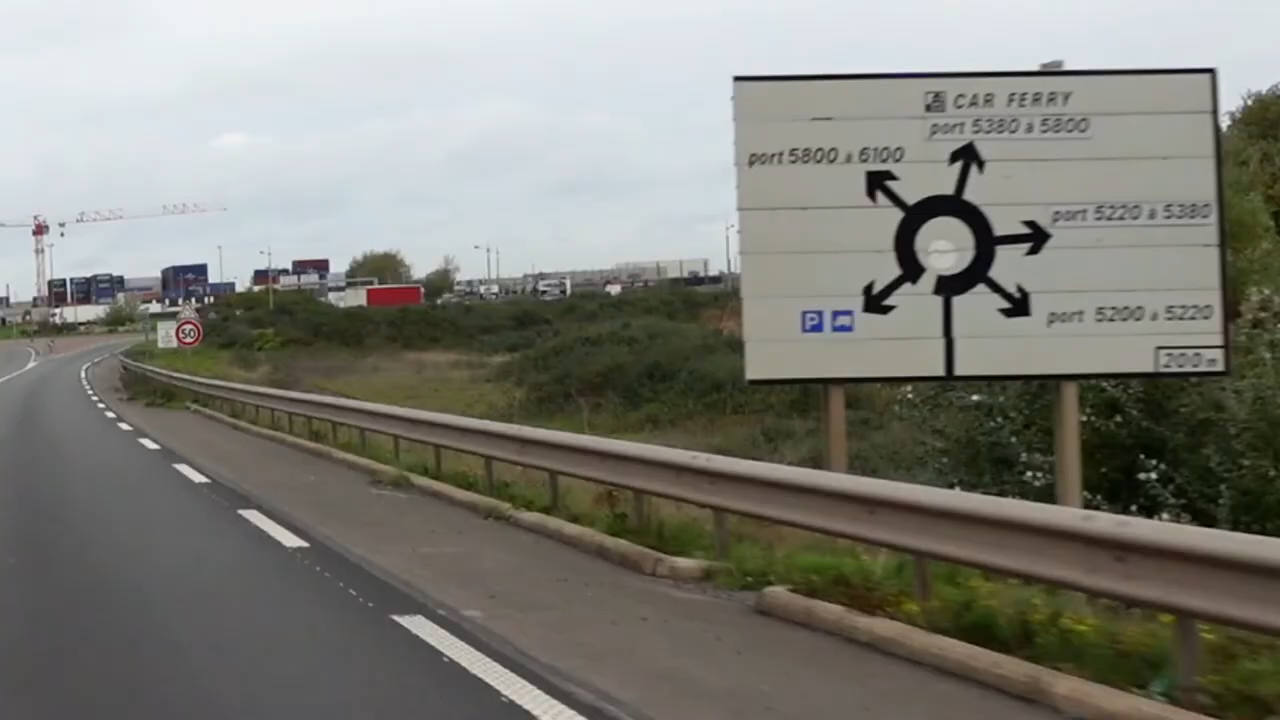 CAR FERRY
port 5380 à 5800
port 5800 à 6100
port 5220 à 5380
port 5200 à 5220
P
200m
50